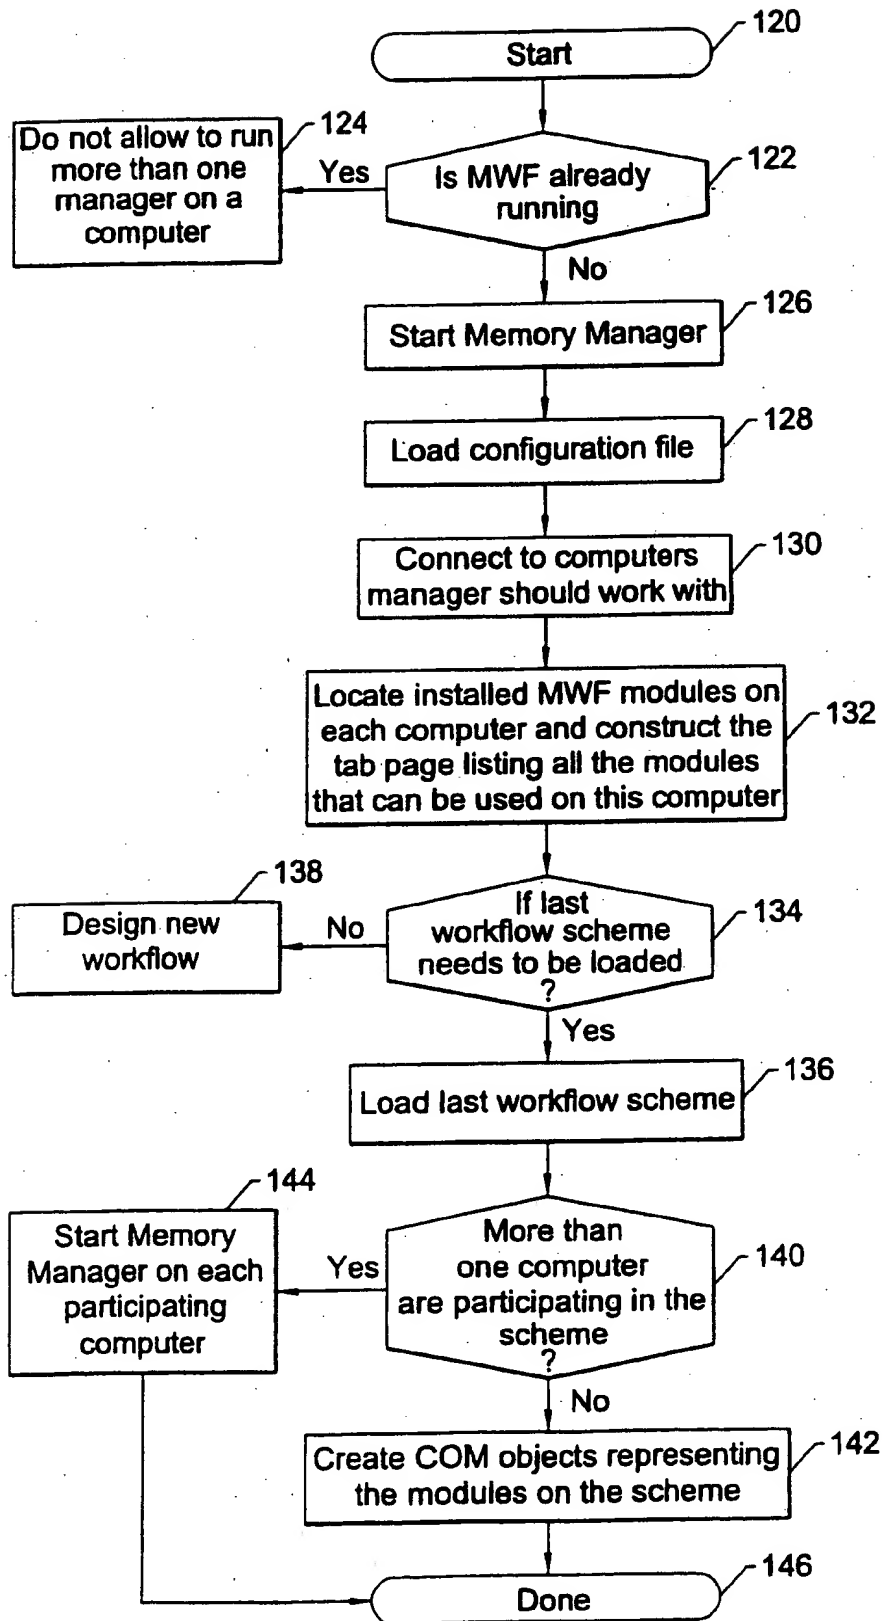 120
Start
124
Do not allow to run
more than one
manager on a
computer
Yes
122
Is MWF already
running
No
126
Start Memory Manager
128
Load configuration file
130
Connect to computers
manager should work with
132
Locate installed MWF modules on
each computer and construct the
tab page listing all the modules
that can be used on this computer
138
Design new
workflow
No
134
If last
workflow scheme
needs to be loaded
?
Yes
136
Load last workflow scheme
144
Start Memory
Manager on each
participating
computer
Yes
140
More than
one computer
are participating in the
scheme
?
No
142
Create COM objects representing
the modules on the scheme
146
Done